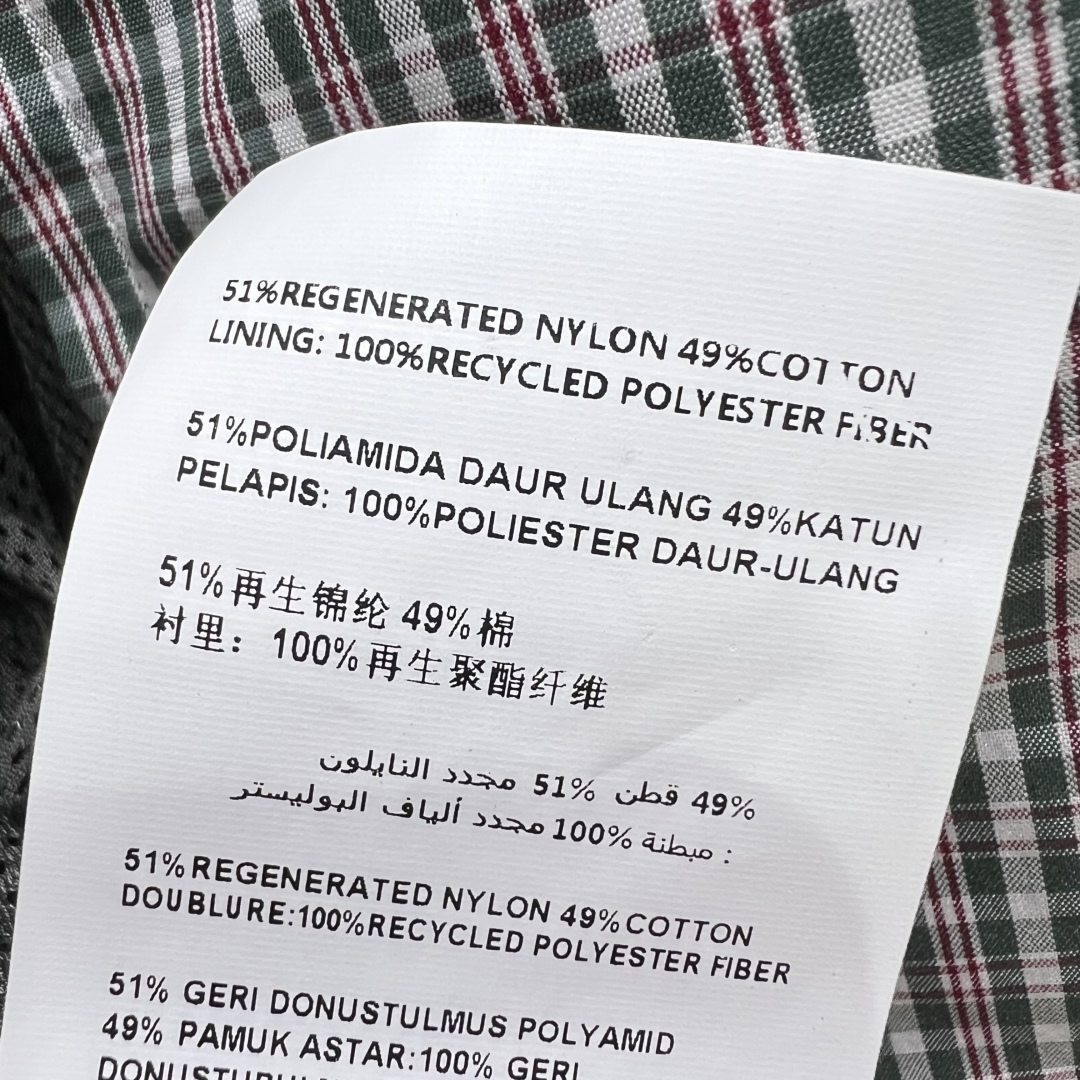 51%REGENERATED NYLON 49%COTTON
LINING: 100%RECYCLED POLYESTER FIBER
51%POLIAMIDA DAUR ULANG 49%KATUN
PELAPIS: 100%POLIESTER DAUR-ULANG
51%再生锦纶 49%棉
衬里：100%再生聚酯纤维
49% قطن 51% مجدد النايلون
: مبطنة 100% مجدد ألياف البوليستر
51%REGENERATED NYLON 49%COTTON
DOUBLURE:100%RECYCLED POLYESTER FIBER
51% GERI DONUSTULMUS POLYAMID
49% PAMUK ASTAR:100% GERI